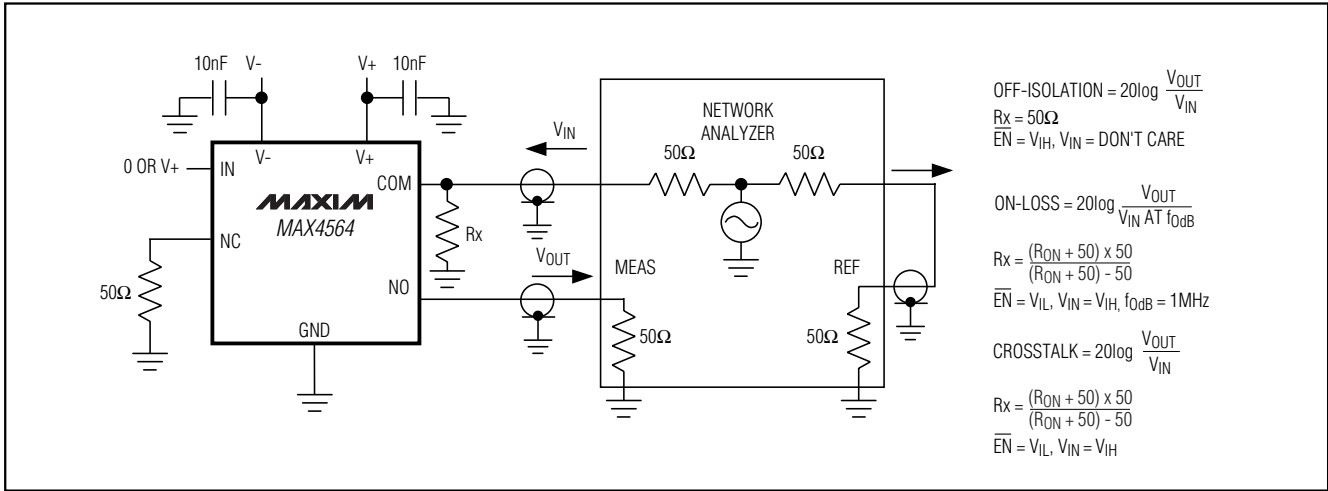 10nF V- V+ 10nF
0 OR V+
IN
V- V+
COM
MAXIM
MAX4564
NC
NO
GND
50Ω
Rx
V_IN
V_OUT
NETWORK
ANALYZER
50Ω 50Ω
MEAS REF
50Ω 50Ω
OFF-ISOLATION = 20log V_OUT / V_IN
Rx = 50Ω
E̅N̅ = V_IH, V_IN = DON'T CARE
ON-LOSS = 20log V_OUT / V_IN AT f_0dB
Rx = (R_ON + 50) x 50 / (R_ON + 50) - 50
E̅N̅ = V_IL, V_IN = V_IH, f_0dB = 1MHz
CROSSTALK = 20log V_OUT / V_IN
Rx = (R_ON + 50) x 50 / (R_ON + 50) - 50
E̅N̅ = V_IL, V_IN = V_IH